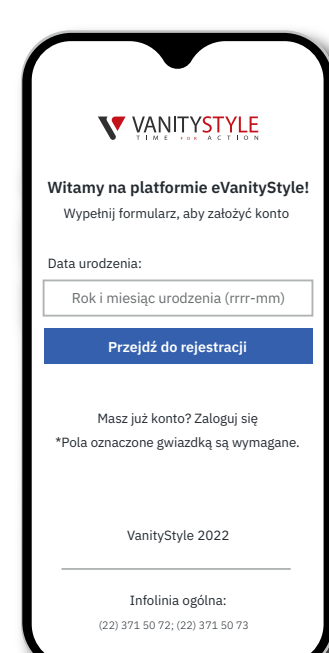 VANITYSTYLE
TIME FOR ACTION
Witamy na platformie eVanityStyle!
Wypełnij formularz, aby założyć konto
Data urodzenia:
Rok i miesiąc urodzenia (rrrr-mm)
Przejdź do rejestracji
Masz już konto? Zaloguj się
*Pola oznaczone gwiazdką są wymagane.
VanityStyle 2022
Infolinia ogólna:
(22) 371 50 72; (22) 371 50 73